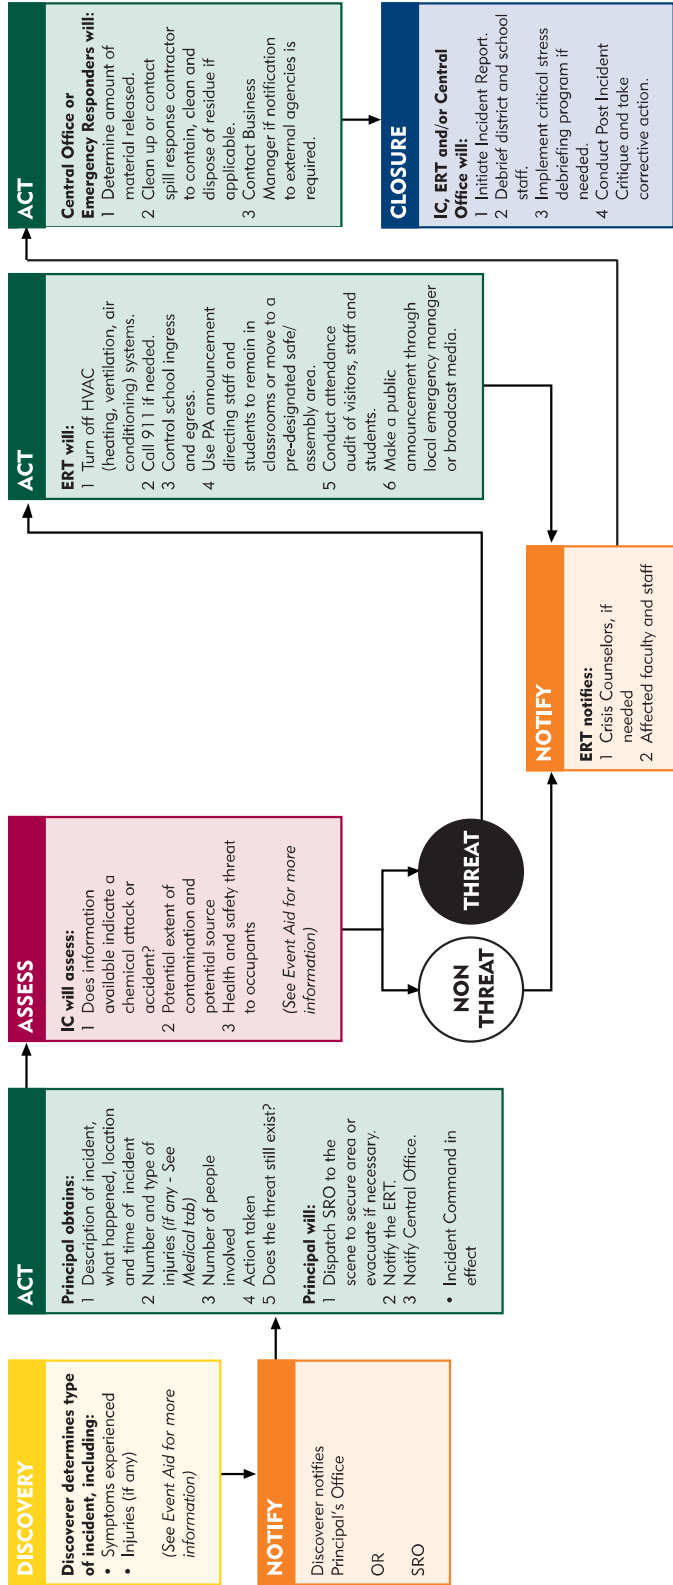 DISCOVERY
Discoverer determines type
of incident, including:
• Symptoms experienced
• Injuries (if any)
(See Event Aid for more
information)
NOTIFY
Discoverer notifies
Principal's Office
OR
SRO
ACT
Principal obtains:
1 Description of incident,
what happened, location
and time of incident
2 Number and type of
injuries (if any - See
Medical tab)
3 Number of people
involved
4 Action taken
5 Does the threat still exist?
Principal will:
1 Dispatch SRO to the
scene to secure area or
evacuate if necessary.
2 Notify the ERT.
3 Notify Central Office.
• Incident Command in
effect
ASSESS
IC will assess:
1 Does information
available indicate a
chemical attack or
accident?
2 Potential extent of
contamination and
potential source
3 Health and safety threat
to occupants
(See Event Aid for more
information)
NON
THREAT
THREAT
ACT
ERT will:
1 Turn off HVAC
(heating, ventilation, air
conditioning) systems.
2 Call 911 if needed.
3 Control school ingress
and egress.
4 Use PA announcement
directing staff and
students to remain in
classrooms or move to a
pre-designated safe/
assembly area.
5 Conduct attendance
audit of visitors, staff and
students.
6 Make a public
announcement through
local emergency manager
or broadcast media.
NOTIFY
ERT notifies:
1 Crisis Counselors, if
needed
2 Affected faculty and staff
ACT
Central Office or
Emergency Responders will:
1 Determine amount of
material released.
2 Clean up or contact
spill response contractor
to contain, clean and
dispose of residue if
applicable.
3 Contact Business
Manager if notification
to external agencies is
required.
CLOSURE
IC, ERT and/or Central
Office will:
1 Initiate Incident Report.
2 Debrief district and school
staff.
3 Implement critical stress
debriefing program if
needed.
4 Conduct Post Incident
Critique and take
corrective action.